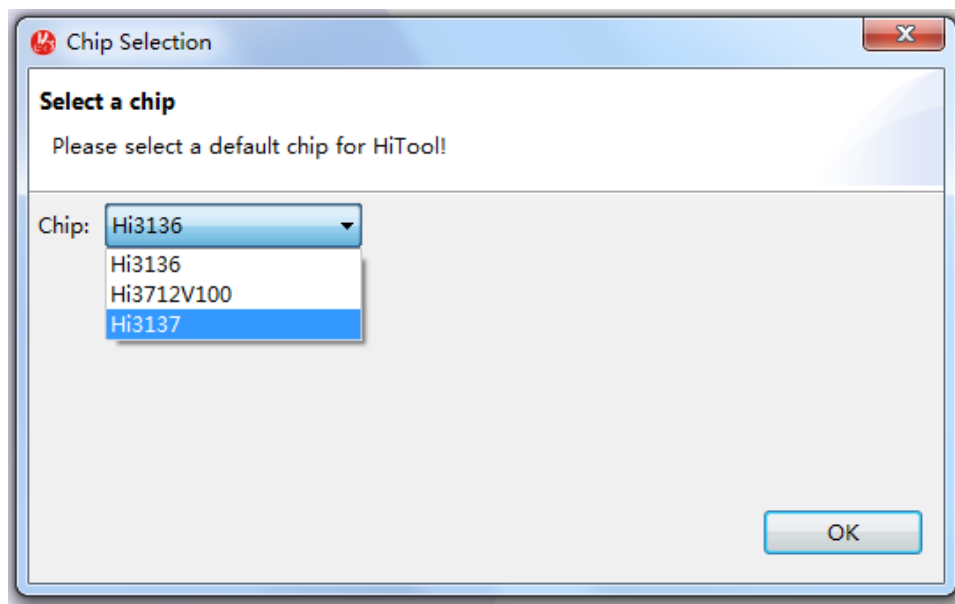 Chip Selection
Select a chip
Please select a default chip for HiTool!
Chip: Hi3136
Hi3136
Hi3712V100
Hi3137
OK